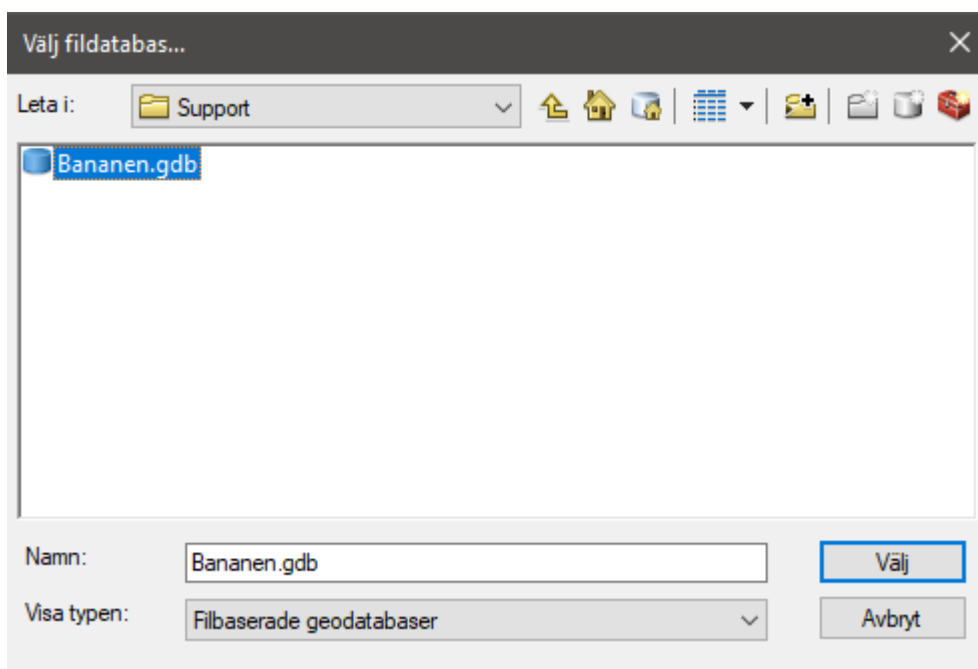 Välj fildatabas...
Leta i: Support
Bananen.gdb
Namn: Bananen.gdb Välj
Visa typen: Filbaserade geodatabaser Avbryt